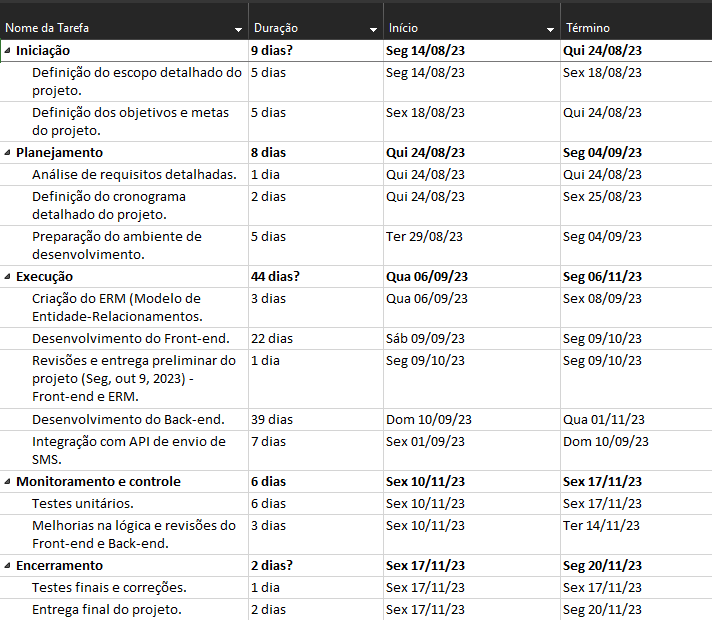 Nome da Tarefa Duração Início Término
Iniciação 9 dias? Seg 14/08/23 Qui 24/08/23
Definição do escopo detalhado do 5 dias Seg 14/08/23 Sex 18/08/23
projeto.
Definição dos objetivos e metas 5 dias Sex 18/08/23 Qui 24/08/23
do projeto.
Planejamento 8 dias Qui 24/08/23 Seg 04/09/23
Análise de requisitos detalhadas. 1 dia Qui 24/08/23 Qui 24/08/23
Definição do cronograma 2 dias Qui 24/08/23 Sex 25/08/23
detalhado do projeto.
Preparação do ambiente de 5 dias Ter 29/08/23 Seg 04/09/23
desenvolvimento.
Execução 44 dias? Qua 06/09/23 Seg 06/11/23
Criação do ERM (Modelo de 3 dias Qua 06/09/23 Sex 08/09/23
Entidade-Relacionamentos.
Desenvolvimento do Front-end. 22 dias Sáb 09/09/23 Seg 09/10/23
Revisões e entrega preliminar do 1 dia Seg 09/10/23 Seg 09/10/23
projeto (Seg, out 9, 2023) -
Front-end e ERM.
Desenvolvimento do Back-end. 39 dias Dom 10/09/23 Qua 01/11/23
Integração com API de envio de 7 dias Sex 01/09/23 Dom 10/09/23
SMS.
Monitoramento e controle 6 dias Sex 10/11/23 Sex 17/11/23
Testes unitários. 6 dias Sex 10/11/23 Sex 17/11/23
Melhorias na lógica e revisões do 3 dias Sex 10/11/23 Ter 14/11/23
Front-end e Back-end.
Encerramento 2 dias? Sex 17/11/23 Seg 20/11/23
Testes finais e correções. 1 dia Sex 17/11/23 Sex 17/11/23
Entrega final do projeto. 2 dias Sex 17/11/23 Seg 20/11/23